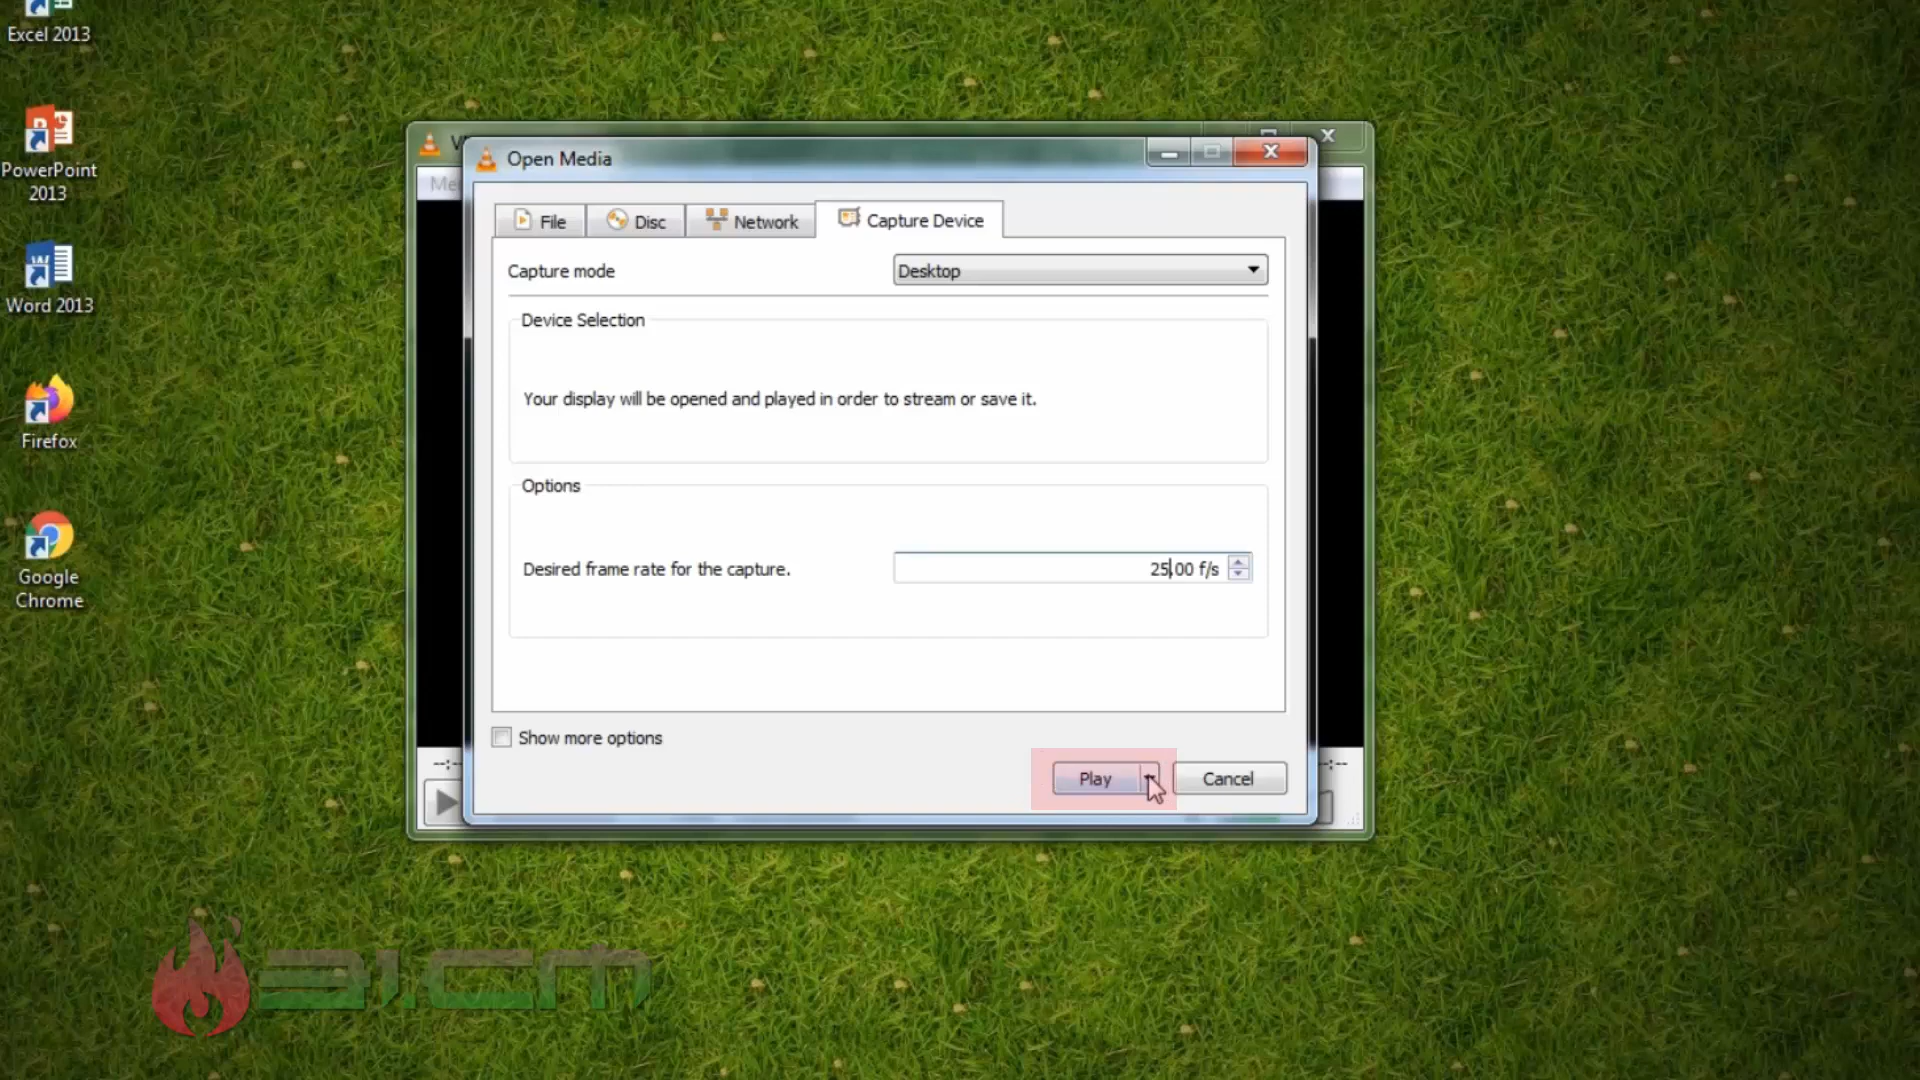 Excel 2013
PowerPoint
2013
Word 2013
Firefox
Google
Chrome
Open Media
File
Disc
Network
Capture Device
Capture mode
Desktop
Device Selection
Your display will be opened and played in order to stream or save it.
Options
Desired frame rate for the capture.
25,00 f/s
Show more options
Play
Cancel
--:--
31.CM